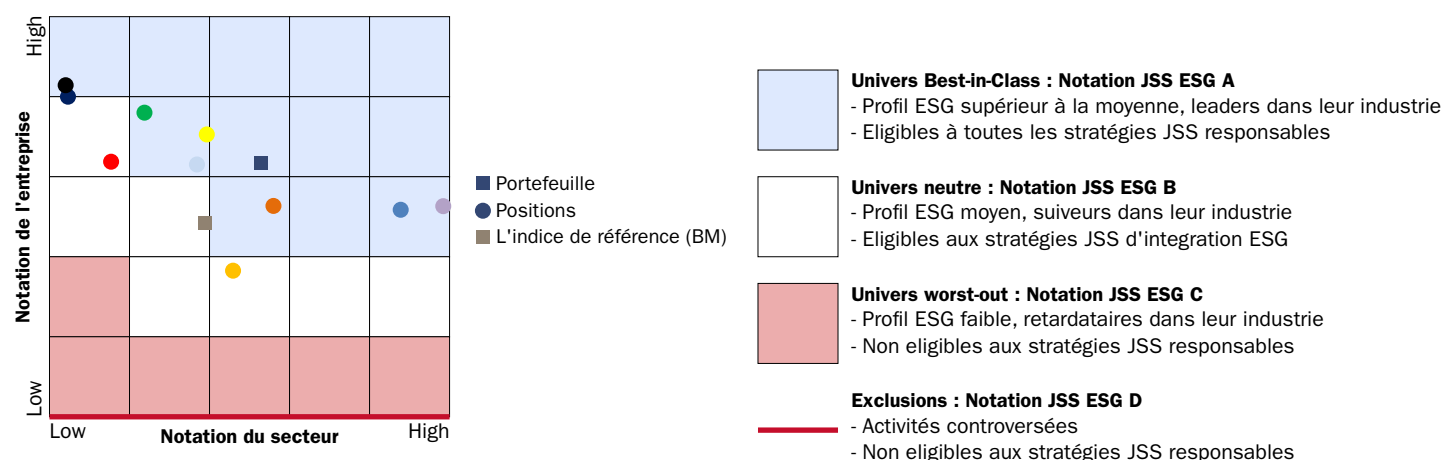 High
Notation de l'entreprise
Low
Low
Notation du secteur
High
Portefeuille
Positions
L'indice de référence (BM)
Univers Best-in-Class : Notation JSS ESG A
- Profil ESG supérieur à la moyenne, leaders dans leur industrie
- Eligibles à toutes les stratégies JSS responsables
Univers neutre : Notation JSS ESG B
- Profil ESG moyen, suiveurs dans leur industrie
- Eligibles aux stratégies JSS d'integration ESG
Univers worst-out : Notation JSS ESG C
- Profil ESG faible, retardataires dans leur industrie
- Non eligibles aux stratégies JSS responsables
Exclusions : Notation JSS ESG D
- Activités controversées
- Non eligibles aux stratégies JSS responsables